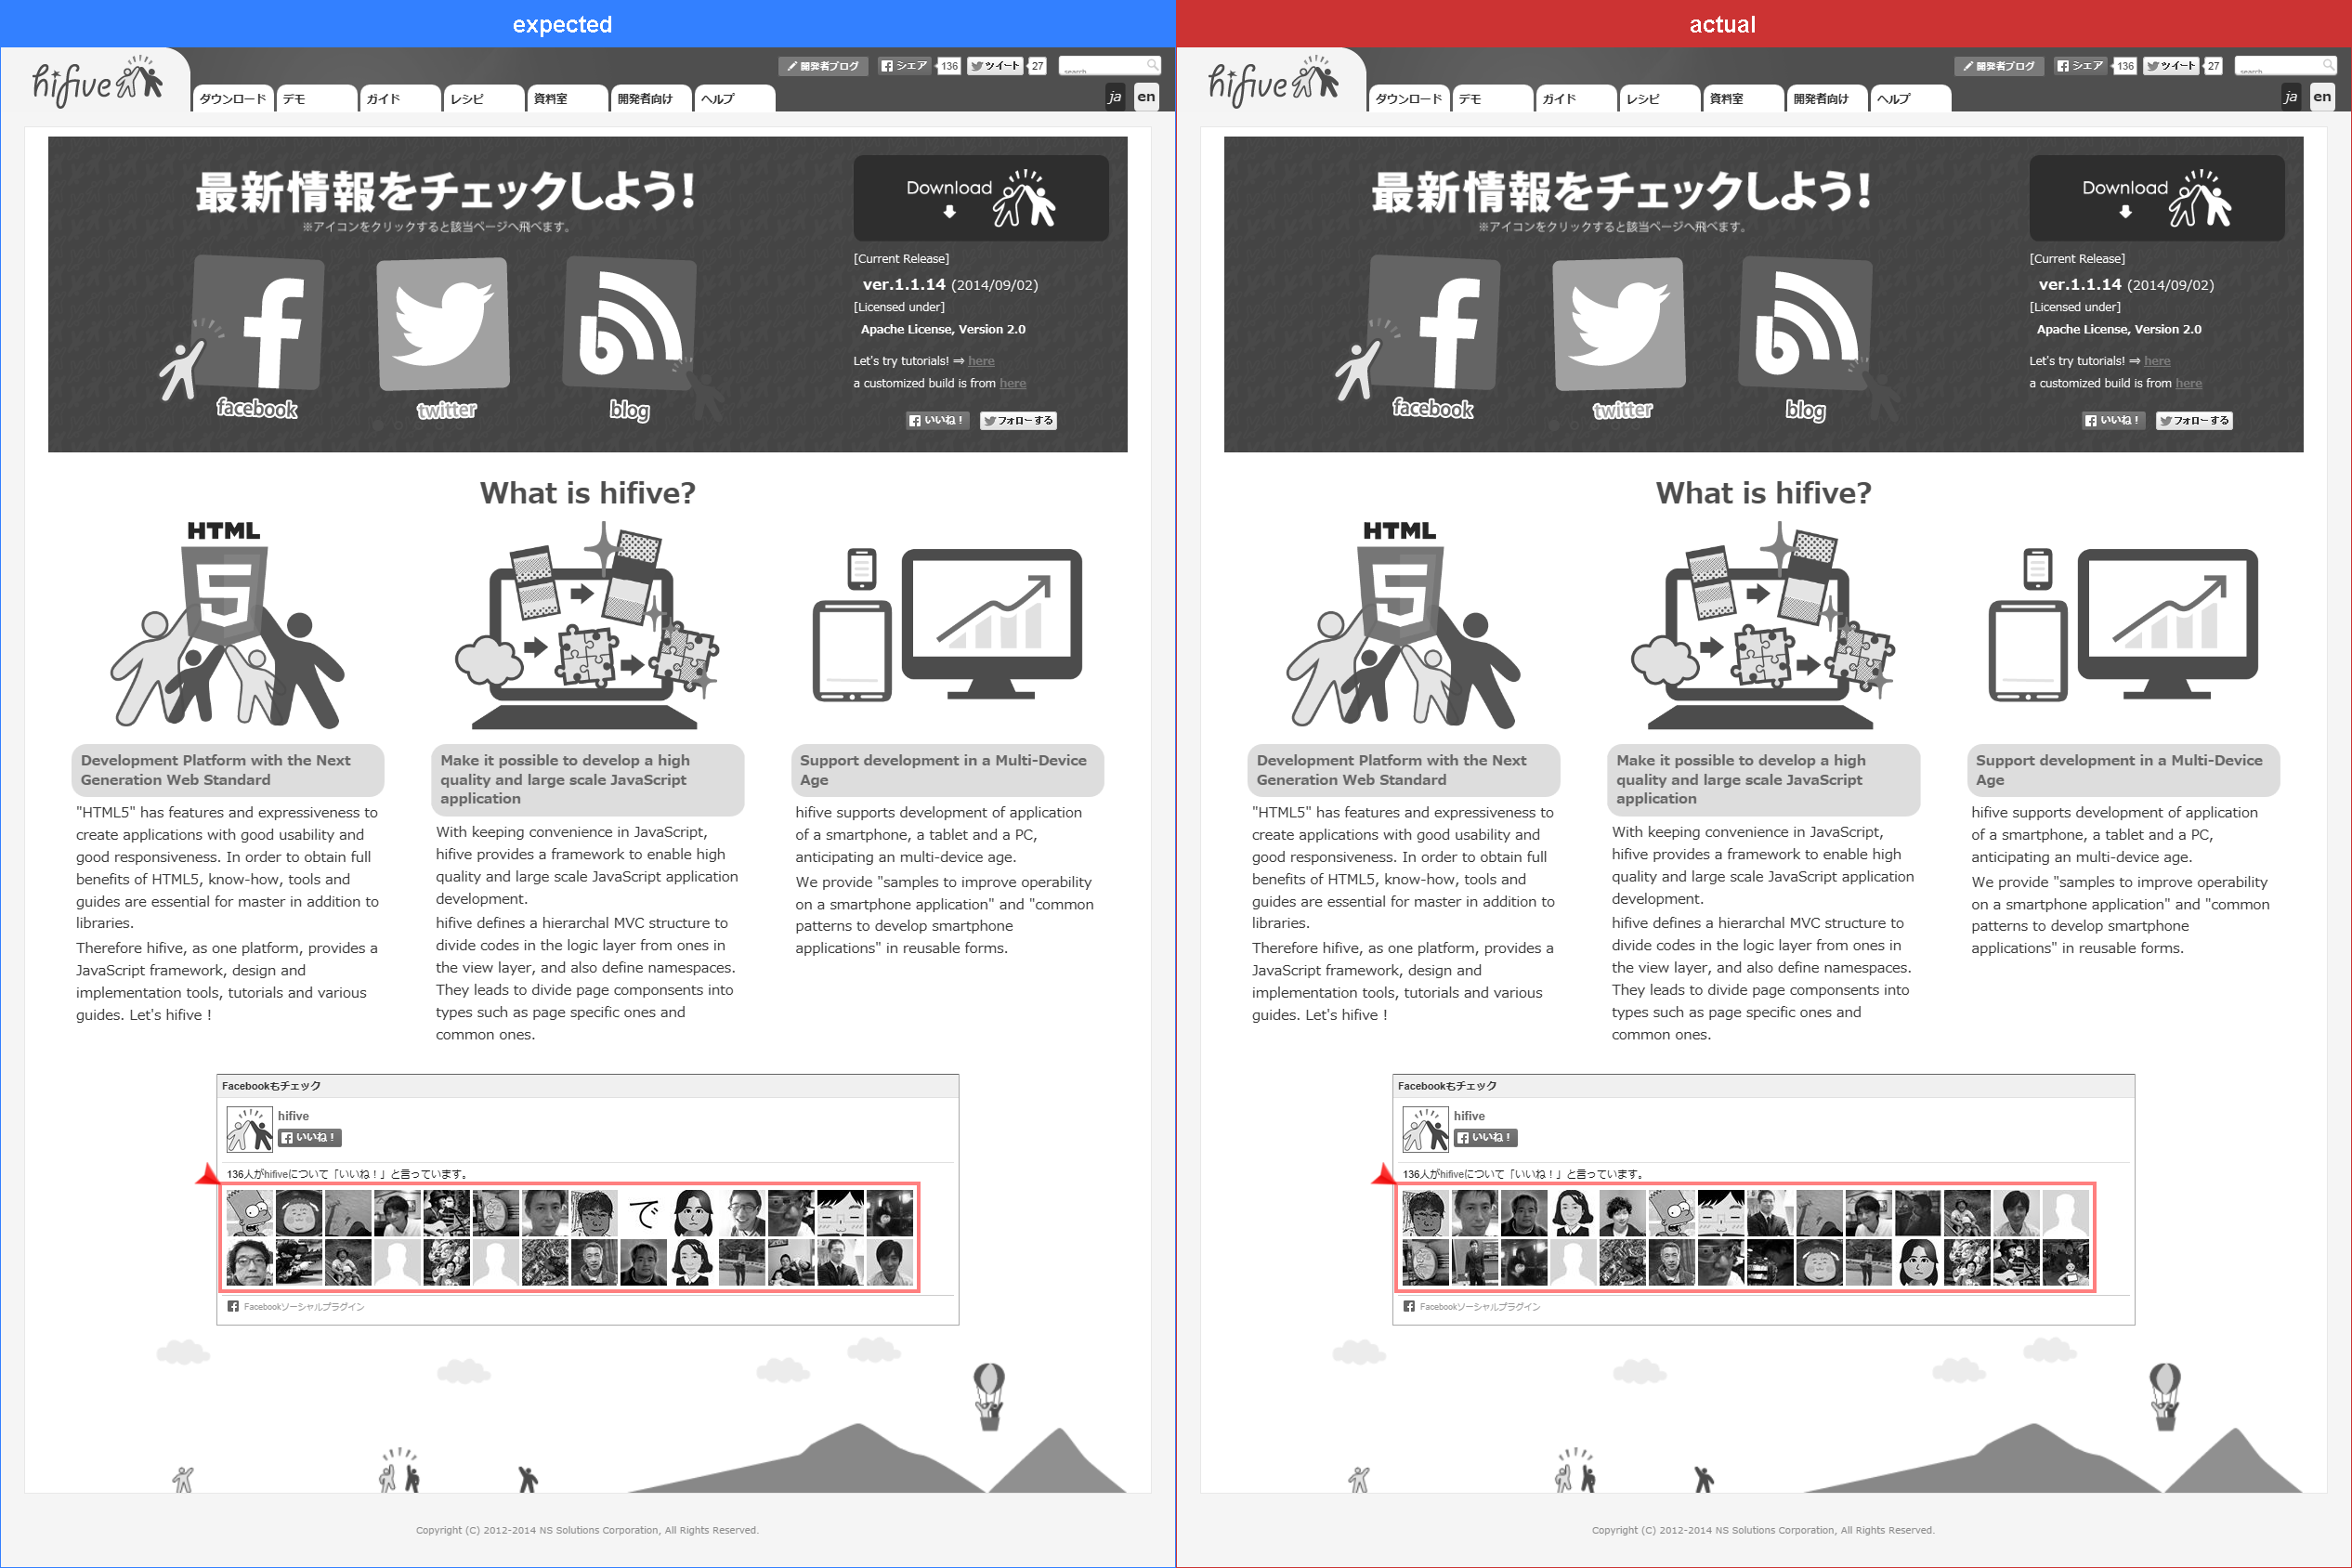 expected
hifive
開発者ブログ
シェア
136
ツイート
27
search
ダウンロード
デモ
ガイド
レシピ
資料室
開発者向け
ヘルプ
ja
en
最新情報をチェックしよう!
※アイコンをクリックすると該当ページへ飛べます。
facebook
twitter
blog
Download
[Current Release]
ver.1.1.14 (2014/09/02)
[Licensed under]
Apache License, Version 2.0
Let's try tutorials! ⇒ here
a customized build is from here
いいね！
フォローする
What is hifive?
HTML
5
Development Platform with the Next
Generation Web Standard
"HTML5" has features and expressiveness to
create applications with good usability and
good responsiveness. In order to obtain full
benefits of HTML5, know-how, tools and
guides are essential for master in addition to
libraries.
Therefore hifive, as one platform, provides a
JavaScript framework, design and
implementation tools, tutorials and various
guides. Let's hifive !
Make it possible to develop a high
quality and large scale JavaScript
application
With keeping convenience in JavaScript,
hifive provides a framework to enable high
quality and large scale JavaScript application
development.
hifive defines a hierarchal MVC structure to
divide codes in the logic layer from ones in
the view layer, and also define namespaces.
They leads to divide page componsents into
types such as page specific ones and
common ones.
Support development in a Multi-Device
Age
hifive supports development of application
of a smartphone, a tablet and a PC,
anticipating an multi-device age.
We provide "samples to improve operability
on a smartphone application" and "common
patterns to develop smartphone
applications" in reusable forms.
Facebookもチェック
hifive
いいね！
136人がhifiveについて「いいね！」と言っています。
で
Facebookソーシャルプラグイン
Copyright (C) 2012-2014 NS Solutions Corporation, All Rights Reserved.
actual
hifive
開発者ブログ
シェア
136
ツイート
27
search
ダウンロード
デモ
ガイド
レシピ
資料室
開発者向け
ヘルプ
ja
en
最新情報をチェックしよう!
※アイコンをクリックすると該当ページへ飛べます。
facebook
twitter
blog
Download
[Current Release]
ver.1.1.14 (2014/09/02)
[Licensed under]
Apache License, Version 2.0
Let's try tutorials! ⇒ here
a customized build is from here
いいね！
フォローする
What is hifive?
HTML
5
Development Platform with the Next
Generation Web Standard
"HTML5" has features and expressiveness to
create applications with good usability and
good responsiveness. In order to obtain full
benefits of HTML5, know-how, tools and
guides are essential for master in addition to
libraries.
Therefore hifive, as one platform, provides a
JavaScript framework, design and
implementation tools, tutorials and various
guides. Let's hifive !
Make it possible to develop a high
quality and large scale JavaScript
application
With keeping convenience in JavaScript,
hifive provides a framework to enable high
quality and large scale JavaScript application
development.
hifive defines a hierarchal MVC structure to
divide codes in the logic layer from ones in
the view layer, and also define namespaces.
They leads to divide page componsents into
types such as page specific ones and
common ones.
Support development in a Multi-Device
Age
hifive supports development of application
of a smartphone, a tablet and a PC,
anticipating an multi-device age.
We provide "samples to improve operability
on a smartphone application" and "common
patterns to develop smartphone
applications" in reusable forms.
Facebookもチェック
hifive
いいね！
136人がhifiveについて「いいね！」と言っています。
Facebookソーシャルプラグイン
Copyright (C) 2012-2014 NS Solutions Corporation, All Rights Reserved.